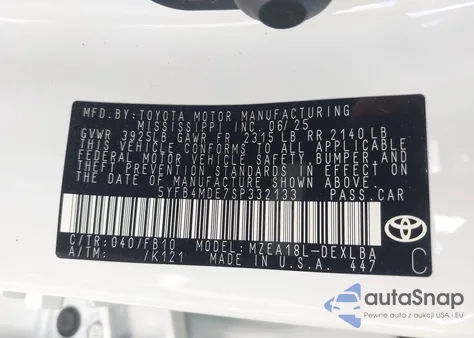 MFD.BY:TOYOTA MOTOR MANUFACTURING
MISSISSIPPI INC 06/25
GVWR 3925LB GAWR FR 2315LB RR 2140LB
THIS VEHICLE CONFORMS TO ALL APPLICABLE
FEDERAL MOTOR VEHICLE SAFETY, BUMPER, AND
THEFT PREVENTION STANDARDS IN EFFECT ON
THE DATE OF MANUFACTURE SHOWN ABOVE.
5YFB4MDE7SP332133 PASS.CAR
C/TR:040/FB10 MODEL:MZEA18L-DEXLBA
A/TM: /K121 MADE IN U.S.A. 447
TOYOTA
C
autoSnap
Pewne auta z aukcji USA i EU